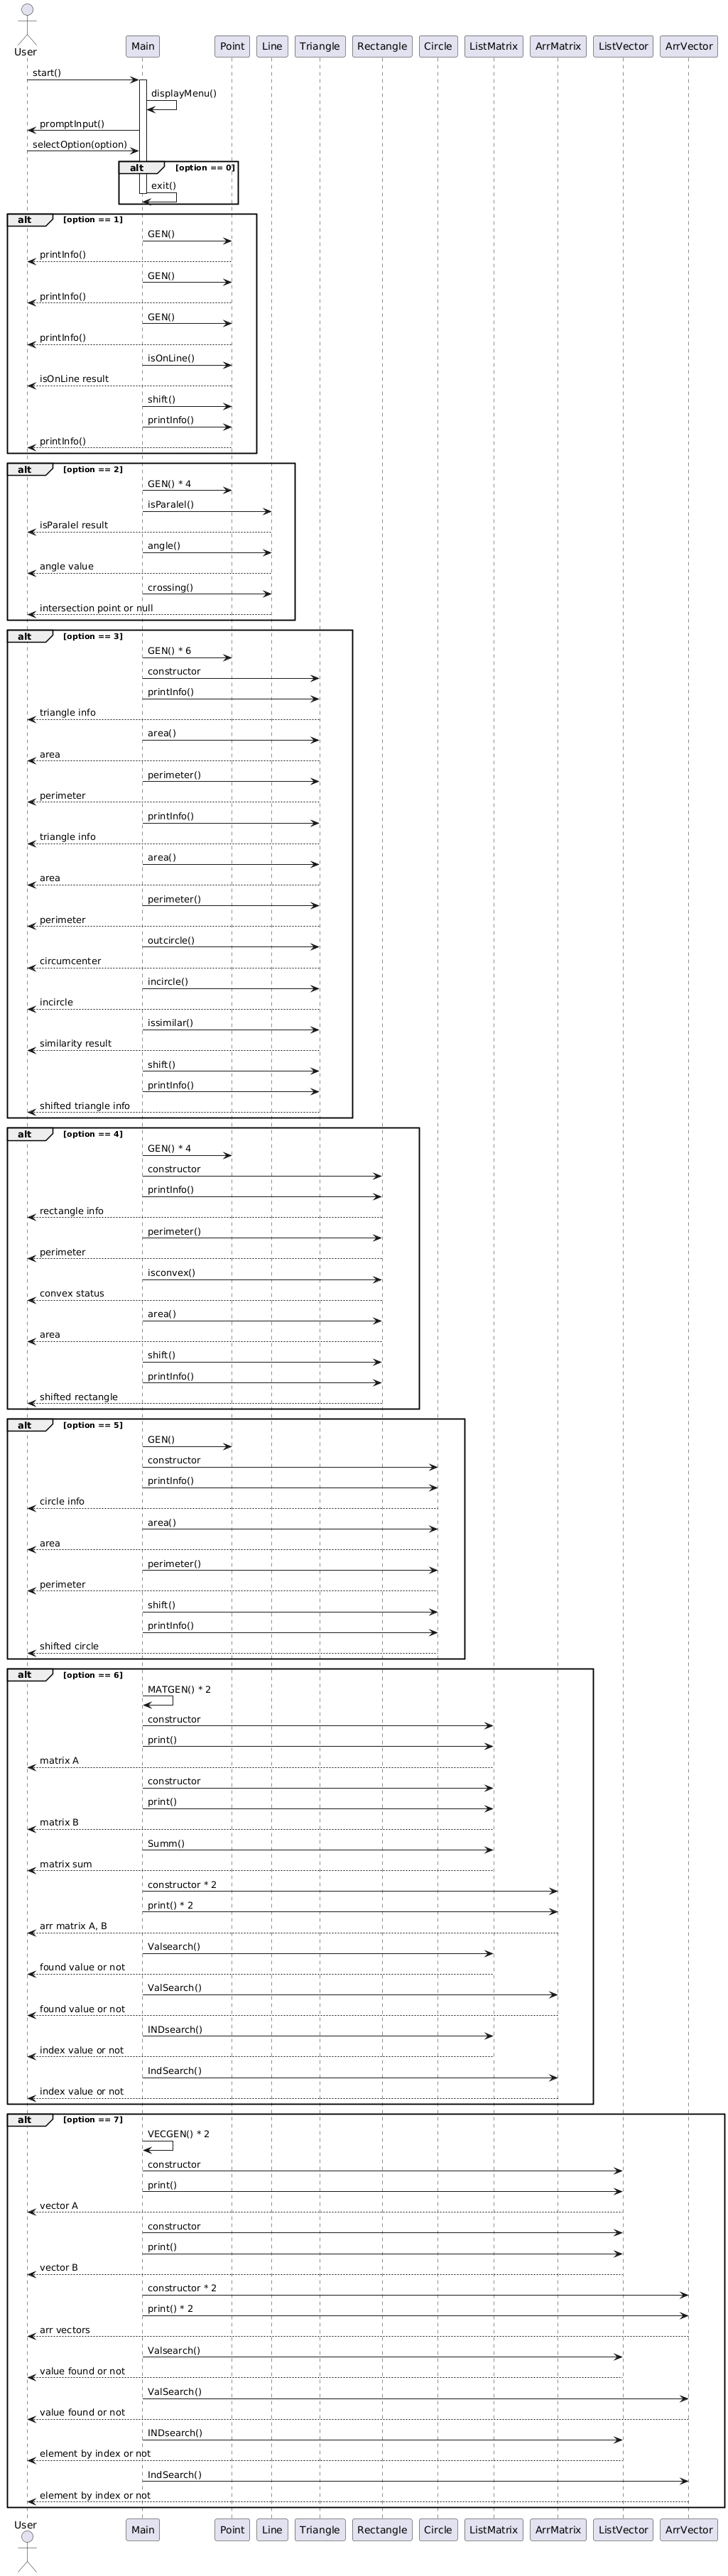 User
Main
Point
Line
Triangle
Rectangle
Circle
ListMatrix
ArrMatrix
ListVector
ArrVector
start()
displayMenu()
promptInput()
selectOption(option)
alt
[option == 0]
exit()
alt
[option == 1]
GEN()
printInfo()
GEN()
printInfo()
GEN()
printInfo()
isOnLine()
isOnLine result
shift()
printInfo()
printInfo()
alt
[option == 2]
GEN() * 4
isParalel()
isParalel result
angle()
angle value
crossing()
intersection point or null
alt
[option == 3]
GEN() * 6
constructor
printInfo()
triangle info
area()
area
perimeter()
perimeter
printInfo()
triangle info
area()
area
perimeter()
perimeter
outcircle()
circumcenter
incircle()
incircle
issimilar()
similarity result
shift()
printInfo()
shifted triangle info
alt
[option == 4]
GEN() * 4
constructor
printInfo()
rectangle info
perimeter()
perimeter
isconvex()
convex status
area()
area
shift()
printInfo()
shifted rectangle
alt
[option == 5]
GEN()
constructor
printInfo()
circle info
area()
area
perimeter()
perimeter
shift()
printInfo()
shifted circle
alt
[option == 6]
MATGEN() * 2
constructor
print()
matrix A
constructor
print()
matrix B
Summ()
matrix sum
constructor * 2
print() * 2
arr matrix A, B
Valsearch()
found value or not
ValSearch()
found value or not
INDsearch()
index value or not
IndSearch()
index value or not
alt
[option == 7]
VECGEN() * 2
constructor
print()
vector A
constructor
print()
vector B
constructor * 2
print() * 2
arr vectors
Valsearch()
value found or not
ValSearch()
value found or not
INDsearch()
element by index or not
IndSearch()
element by index or not
User
Main
Point
Line
Triangle
Rectangle
Circle
ListMatrix
ArrMatrix
ListVector
ArrVector